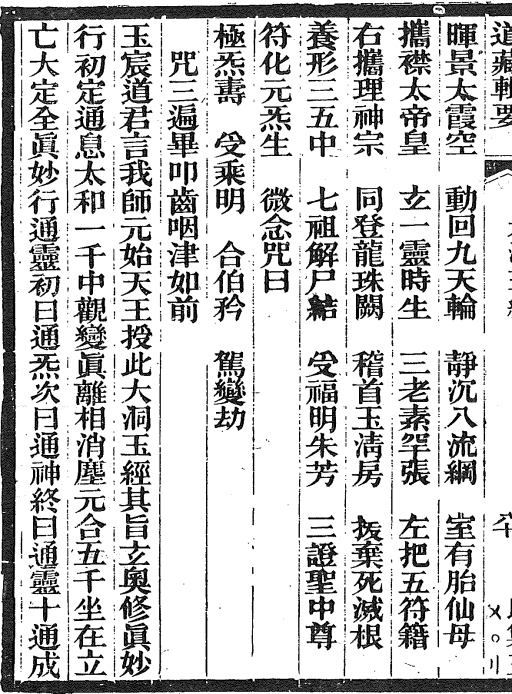 道藏輯要
暉景太霞空　動回九天輪　靜沉八流綱　室有胎仙母
攜襟太帝皇　玄一靈時生　三老素罕張　左把五符籍
右攜理神宗　同登龍珠闕　稽首玉清房　拔棄死滅根
養形三五中　七祖解尸結　受福明朱芳　三證聖中尊
符化元炁生　微念咒曰
極炁壽　受乘明　合伯矜　駕變劫
咒三遍畢叩齒咽津如前
玉宸道君言我師元始天王授此大洞玉經其旨玄奧修眞妙
行初定通息太和一千中觀變眞離相消塵元合五千坐在立
亡大定全眞妙行通靈初曰通炁次曰通神終曰通靈十通成